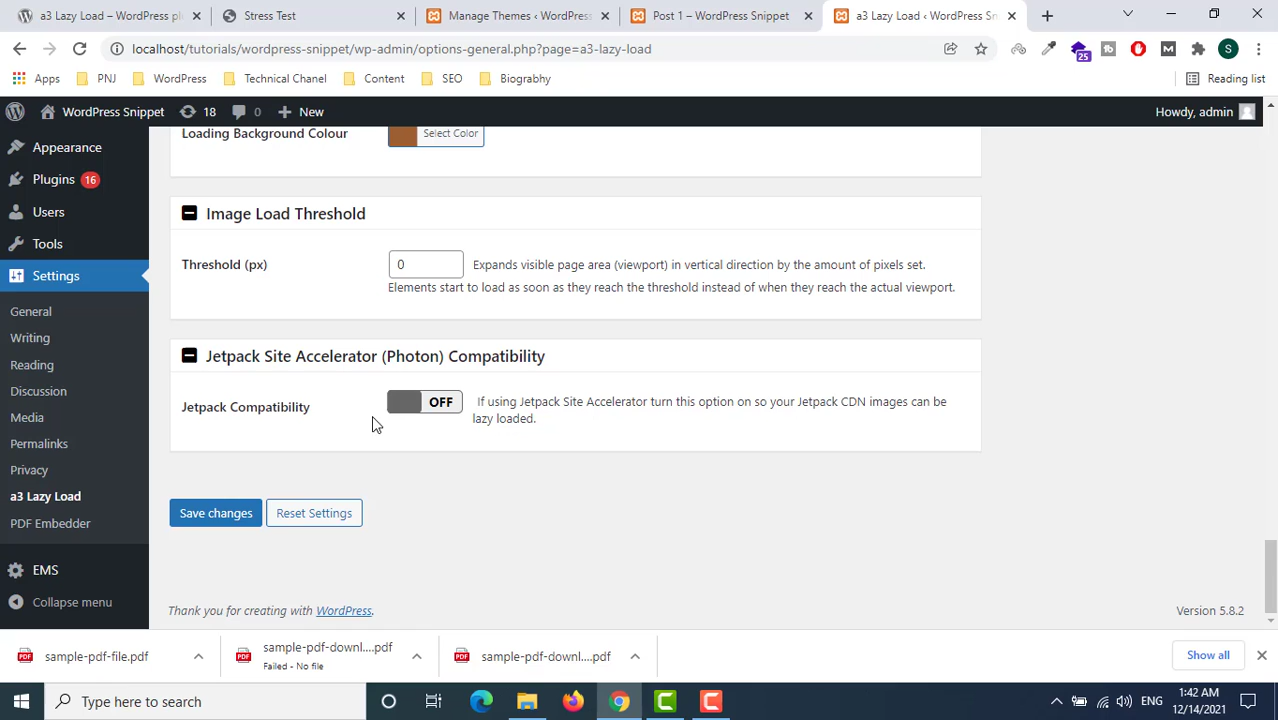 a3 Lazy Load – WordPress pl
Stress Test
Manage Themes ‹ WordPress
Post 1 – WordPress Snippet
a3 Lazy Load ‹ WordPress Sn
localhost/tutorials/wordpress-snippet/wp-admin/options-general.php?page=a3-lazy-load
25
M
S
Apps
PNJ
WordPress
Technical Chanel
Content
SEO
Biograbhy
Reading list
WordPress Snippet
18
0
New
Howdy, admin
Appearance
Plugins 16
Users
Tools
Settings
General
Writing
Reading
Discussion
Media
Permalinks
Privacy
a3 Lazy Load
PDF Embedder
EMS
Collapse menu
Loading Background Colour
Select Color
Image Load Threshold
Threshold (px)
0
Expands visible page area (viewport) in vertical direction by the amount of pixels set.
Elements start to load as soon as they reach the threshold instead of when they reach the actual viewport.
Jetpack Site Accelerator (Photon) Compatibility
Jetpack Compatibility
OFF
If using Jetpack Site Accelerator turn this option on so your Jetpack CDN images can be
lazy loaded.
Save changes
Reset Settings
Thank you for creating with WordPress.
Version 5.8.2
sample-pdf-file.pdf
sample-pdf-downl....pdf
Failed - No file
sample-pdf-downl....pdf
Show all
Type here to search
ENG
1:42 AM
12/14/2021